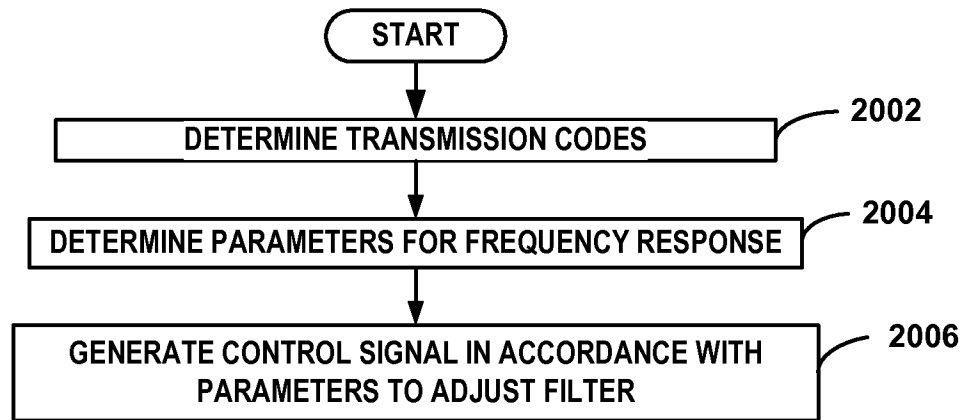 START
DETERMINE TRANSMISSION CODES
2002
DETERMINE PARAMETERS FOR FREQUENCY RESPONSE
2004
GENERATE CONTROL SIGNAL IN ACCORDANCE WITH
PARAMETERS TO ADJUST FILTER
2006